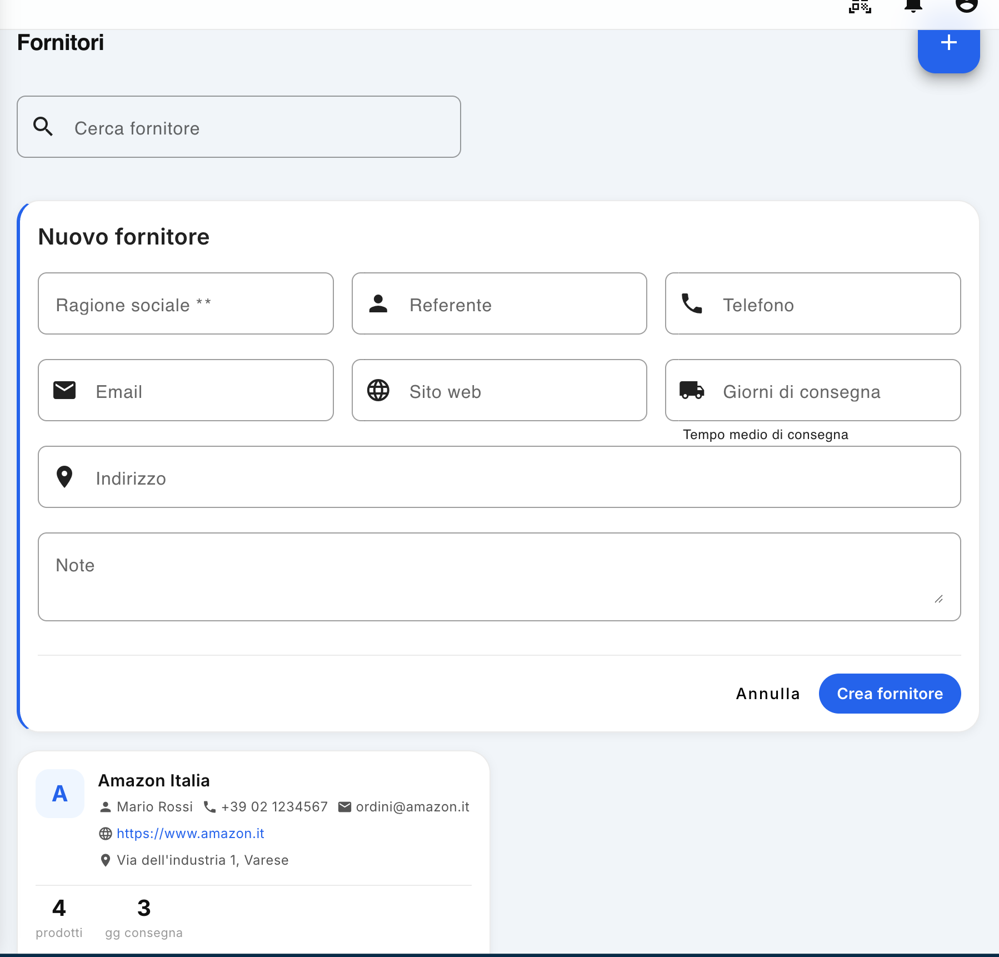 Fornitori
Cerca fornitore
Nuovo fornitore
Ragione sociale **
Referente
Telefono
Email
Sito web
Giorni di consegna
Tempo medio di consegna
Indirizzo
Note
Annulla
Crea fornitore
A
Amazon Italia
Mario Rossi +39 02 1234567 ordini@amazon.it
https://www.amazon.it
Via dell'industria 1, Varese
4 3
prodotti gg consegna